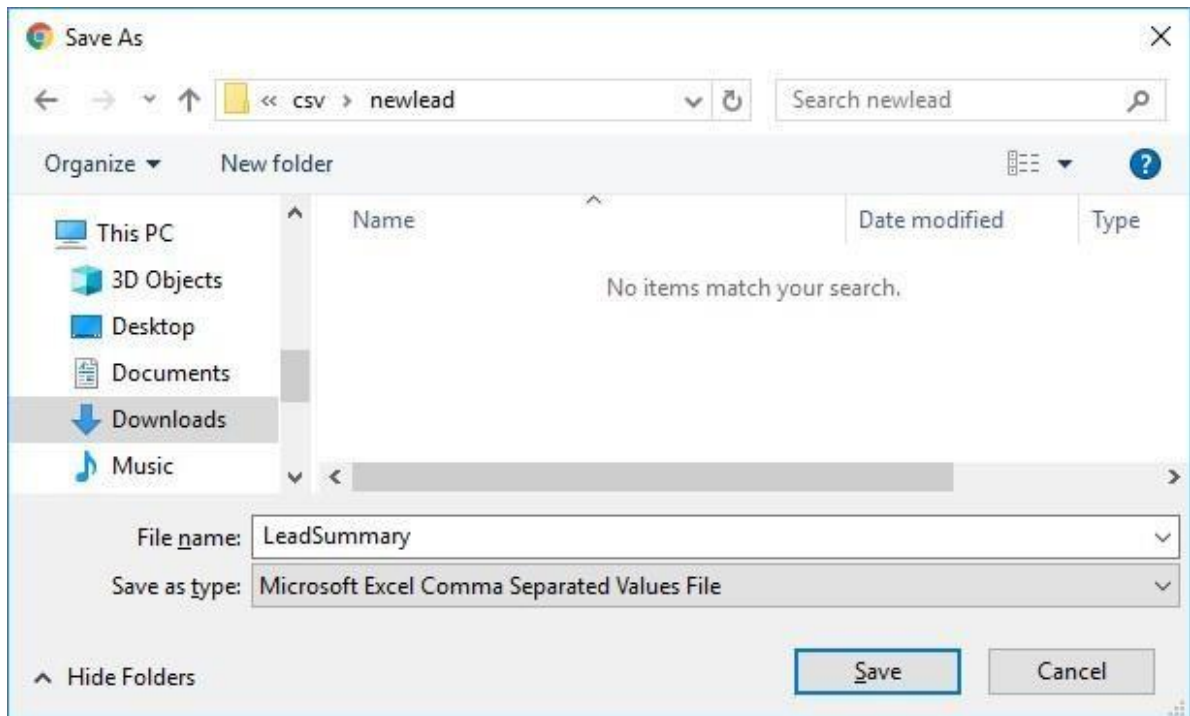 Save As
« csv › newlead
Search newlead
Organize
New folder
Name
Date modified
Type
No items match your search.
This PC
3D Objects
Desktop
Documents
Downloads
Music
File name: LeadSummary
Save as type: Microsoft Excel Comma Separated Values File
Hide Folders
Save
Cancel